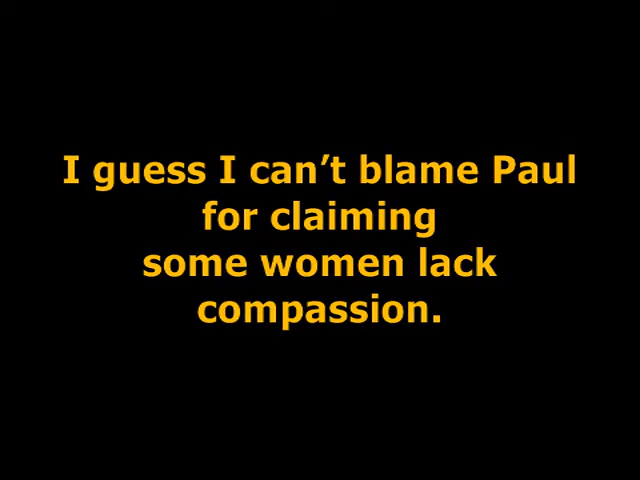 I guess I can’t blame Paul
for claiming
some women lack
compassion.